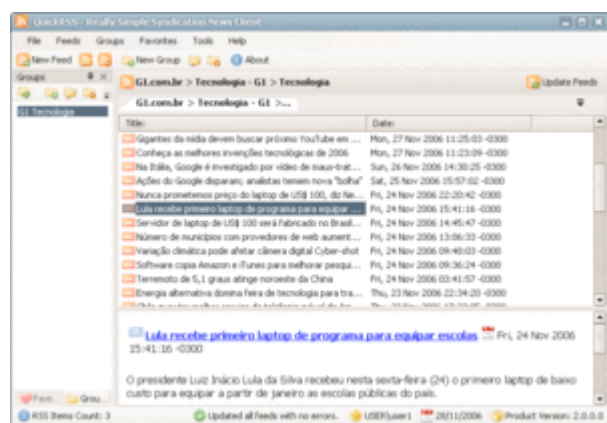 QuickRSS - Really Simple Syndication News Client
File Feeds Groups Favorites Tools Help
New Feed New Group About
Groups
G1.com.br > Tecnologia - G1 > Tecnologia
Update Feeds
G1.com.br > Tecnologia - G1 >...
G1 Tecnologia
Title: Date:
Gigantes da mídia devem buscar próximo YouTube em ... Mon, 27 Nov 2006 11:25:03 -0300
Conheça as melhores invenções tecnológicas de 2006 Mon, 27 Nov 2006 11:23:09 -0300
Na Itália, Google é investigado por vídeo de maus-trat... Sun, 26 Nov 2006 14:30:25 -0300
Ações do Google disparam; analistas temem nova "bolha" Sat, 25 Nov 2006 15:57:02 -0300
Nunca prometemos preço do laptop de US$ 100, diz Ne... Fri, 24 Nov 2006 22:20:42 -0300
Lula recebe primeiro laptop de programa para equipar ... Fri, 24 Nov 2006 15:41:16 -0300
Servidor de laptop de US$ 100 será fabricado no Brasil... Fri, 24 Nov 2006 14:45:47 -0300
Número de municípios com provedores de web aument... Fri, 24 Nov 2006 13:06:33 -0300
Variação climática pode afetar câmera digital Cyber-shot Fri, 24 Nov 2006 09:48:03 -0300
Software copia Amazon e iTunes para melhorar pesqui... Fri, 24 Nov 2006 09:36:24 -0300
Terremoto de 5,1 graus atinge noroeste da China Fri, 24 Nov 2006 03:41:57 -0300
Energia alternativa domina feira de tecnologia para tra... Thu, 23 Nov 2006 22:34:20 -0300
Lula recebe primeiro laptop de programa para equipar escolas Fri, 24 Nov 2006
15:41:16 -0300
O presidente Luiz Inácio Lula da Silva recebeu nesta sexta-feira (24) o primeiro laptop de baixo
custo para equipar a partir de janeiro as escolas públicas do país.
Favo... Grou...
RSS Items Count: 3 Updated all feeds with no errors. USER\user1 28/11/2006 Product Version: 2.0.0.0